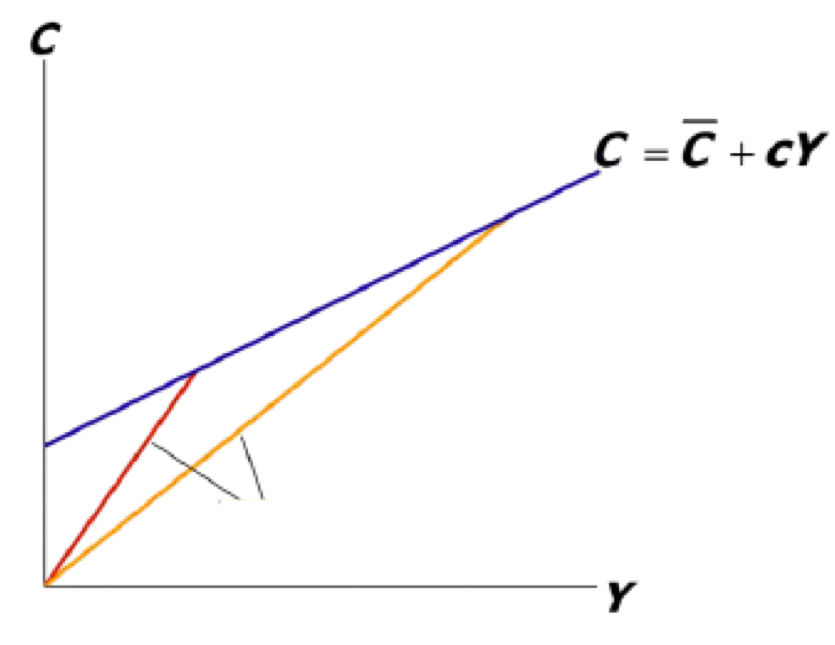 C
C = C̅ + cY
Y